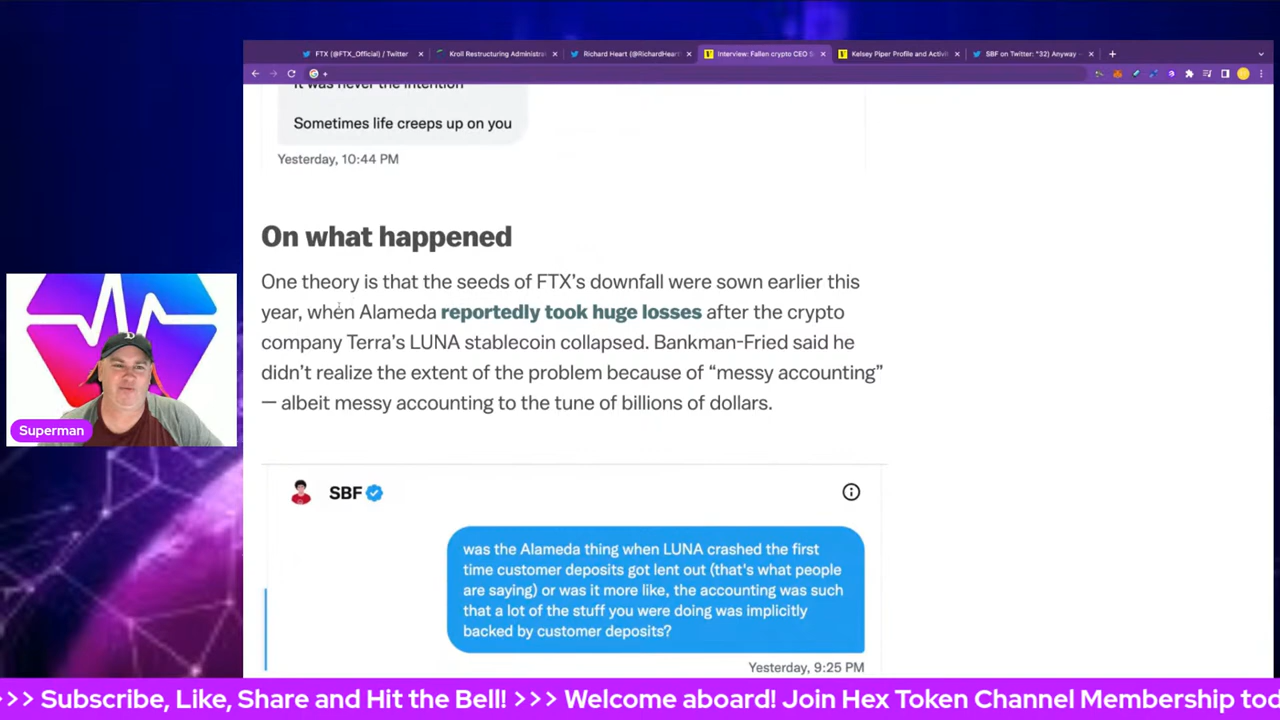 FTX (@FTX_Official) / Twitter
Kroll Restructuring Administra
Richard Heart (@RichardHeart
Interview: Fallen crypto CEO S
Kelsey Piper Profile and Activi
SBF on Twitter: "32) Anyway —
It was never the intention
Sometimes life creeps up on you
Yesterday, 10:44 PM
On what happened
One theory is that the seeds of FTX's downfall were sown earlier this
year, when Alameda reportedly took huge losses after the crypto
company Terra's LUNA stablecoin collapsed. Bankman-Fried said he
didn't realize the extent of the problem because of "messy accounting"
— albeit messy accounting to the tune of billions of dollars.
SBF
was the Alameda thing when LUNA crashed the first
time customer deposits got lent out (that's what people
are saying) or was it more like, the accounting was such
that a lot of the stuff you were doing was implicitly
backed by customer deposits?
Yesterday, 9:25 PM
Superman
>>> Subscribe, Like, Share and Hit the Bell! >>> Welcome aboard! Join Hex Token Channel Membership tod